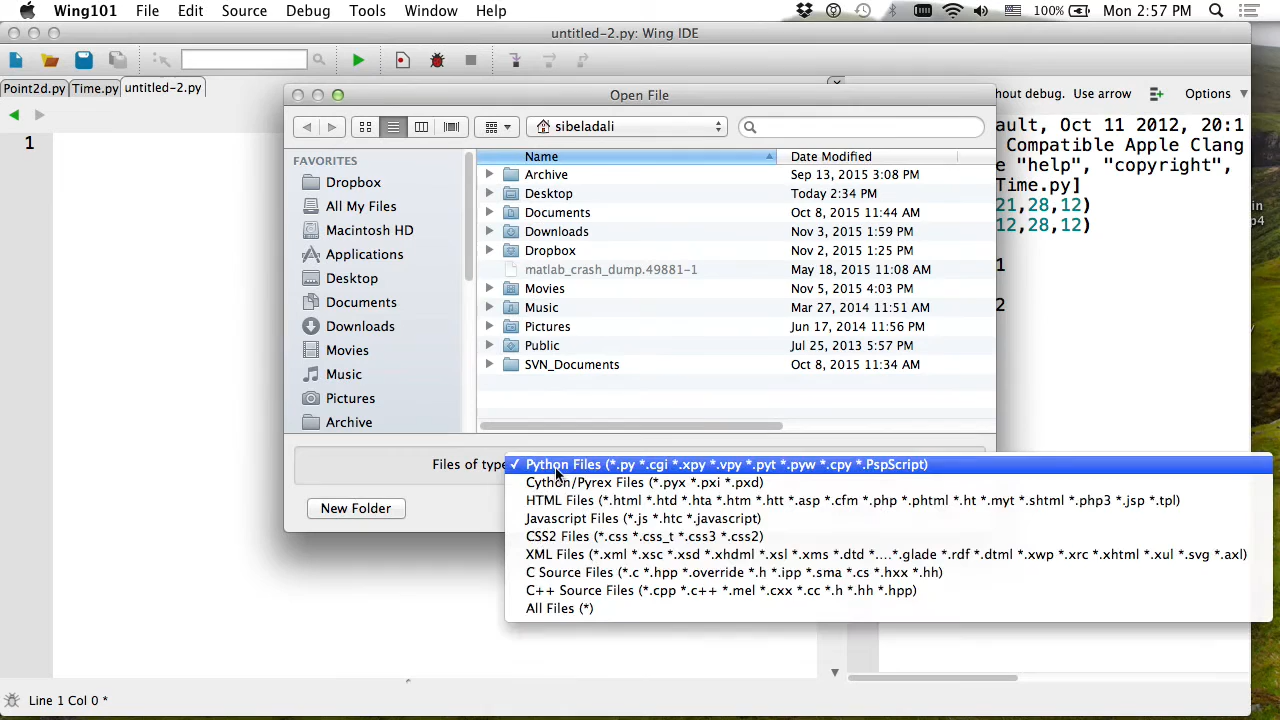 Wing101 File Edit Source Debug Tools Window Help 100% Mon 2:57 PM
untitled-2.py: Wing IDE
Point2d.py Time.py untitled-2.py
1
Open File
sibeladali
FAVORITES
Dropbox
All My Files
Macintosh HD
Applications
Desktop
Documents
Downloads
Movies
Music
Pictures
Archive
Name Date Modified
Archive Sep 13, 2015 3:08 PM
Desktop Today 2:34 PM
Documents Oct 8, 2015 11:44 AM
Downloads Nov 3, 2015 1:59 PM
Dropbox Nov 2, 2015 1:25 PM
matlab_crash_dump.49881-1 May 18, 2015 11:08 AM
Movies Nov 5, 2015 4:03 PM
Music Mar 27, 2014 11:51 AM
Pictures Jun 17, 2014 11:56 PM
Public Jul 25, 2013 5:57 PM
SVN_Documents Oct 8, 2015 11:34 AM
Files of type
✓ Python Files (*.py *.cgi *.xpy *.vpy *.pyt *.pyw *.cpy *.PspScript)
Cython/Pyrex Files (*.pyx *.pxi *.pxd)
HTML Files (*.html *.htd *.hta *.htm *.htt *.asp *.cfm *.php *.phtml *.ht *.myt *.shtml *.php3 *.jsp *.tpl)
Javascript Files (*.js *.htc *.javascript)
CSS2 Files (*.css *.css_t *.css3 *.css2)
XML Files (*.xml *.xsc *.xsd *.xhdml *.xsl *.xms *.dtd *....*.glade *.rdf *.dtml *.xwp *.xrc *.xhtml *.xul *.svg *.axl)
C Source Files (*.c *.hpp *.override *.h *.ipp *.sma *.cs *.hxx *.hh)
C++ Source Files (*.cpp *.c++ *.mel *.cxx *.cc *.h *.hh *.hpp)
All Files (*)
New Folder
hout debug. Use arrow Options
ault, Oct 11 2012, 20:1
Compatible Apple Clang
e "help", "copyright",
Time.py]
21,28,12)
12,28,12)
1
2
in
p4
Line 1 Col 0 *